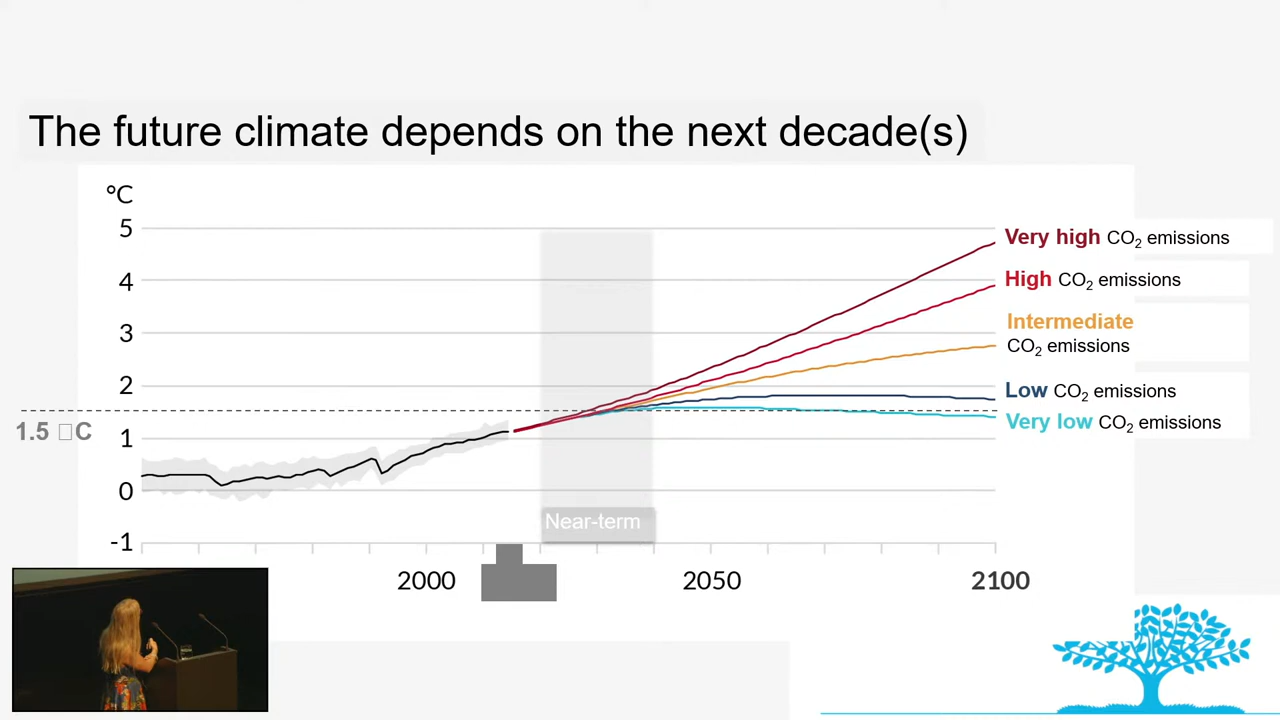 The future climate depends on the next decade(s)
°C
5
4
3
2
1.5 □C
1
0
-1
Very high CO₂ emissions
High CO₂ emissions
Intermediate
CO₂ emissions
Low CO₂ emissions
Very low CO₂ emissions
Near-term
2000
2050
2100